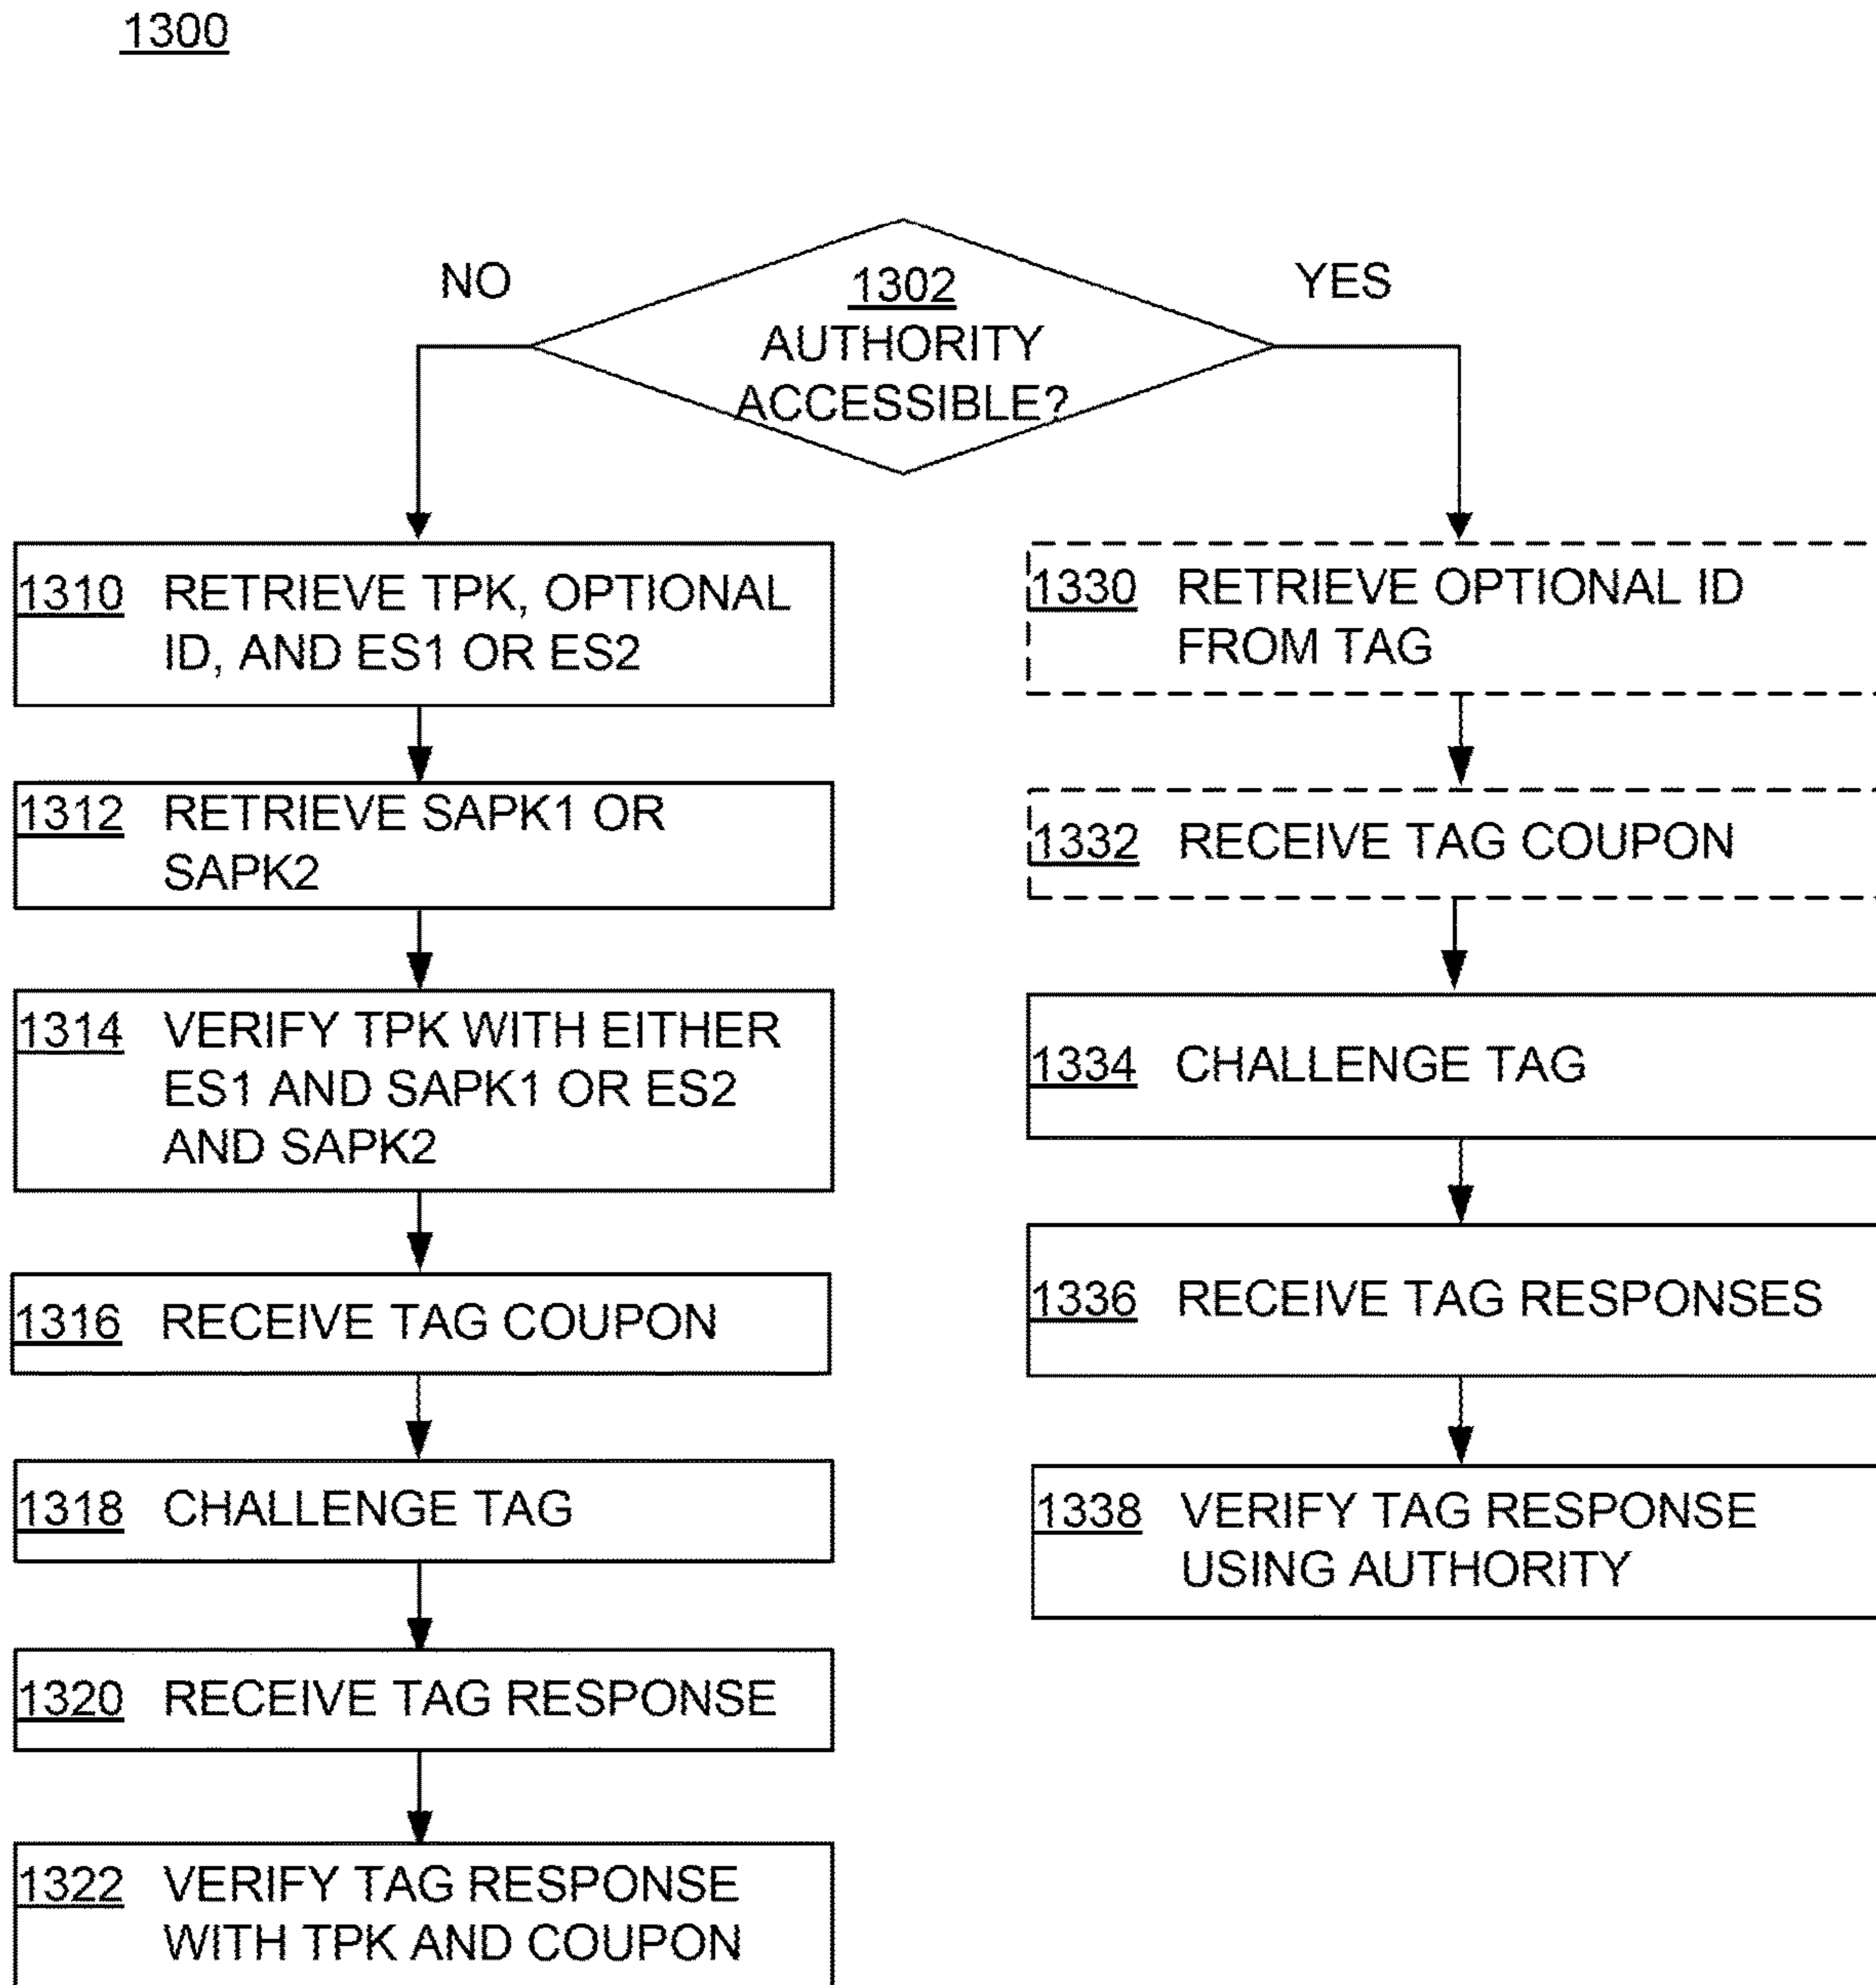 1300
NO
1302
YES
AUTHORITY
ACCESSIBLE?
1310 RETRIEVE TPK, OPTIONAL
ID, AND ES1 OR ES2
1312 RETRIEVE SAPK1 OR
SAPK2
1314 VERIFY TPK WITH EITHER
ES1 AND SAPK1 OR ES2
AND SAPK2
1316 RECEIVE TAG COUPON
1318 CHALLENGE TAG
1320 RECEIVE TAG RESPONSE
1322 VERIFY TAG RESPONSE
WITH TPK AND COUPON
1330 RETRIEVE OPTIONAL ID
FROM TAG
1332 RECEIVE TAG COUPON
1334 CHALLENGE TAG
1336 RECEIVE TAG RESPONSES
1338 VERIFY TAG RESPONSE
USING AUTHORITY